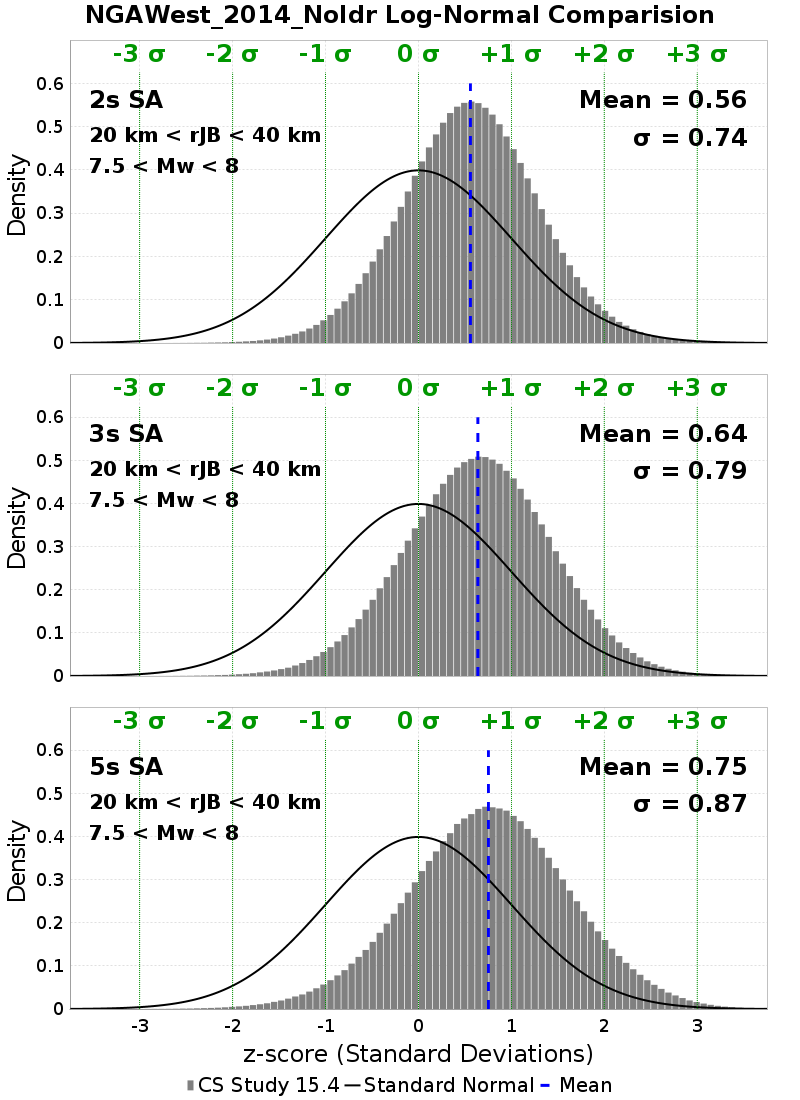 NGAWest_2014_NoIdr Log-Normal Comparision
-3 σ -2 σ -1 σ 0 σ +1 σ +2 σ +3 σ
0.6
2s SA Mean = 0.56
0.5
20 km < rJB < 40 km σ = 0.74
7.5 < Mw < 8
0.4
0.3
0.2
0.1
0
Density
-3 σ -2 σ -1 σ 0 σ +1 σ +2 σ +3 σ
0.6
3s SA Mean = 0.64
0.5
20 km < rJB < 40 km σ = 0.79
7.5 < Mw < 8
0.4
0.3
0.2
0.1
0
Density
-3 σ -2 σ -1 σ 0 σ +1 σ +2 σ +3 σ
0.6
5s SA Mean = 0.75
0.5
20 km < rJB < 40 km σ = 0.87
7.5 < Mw < 8
0.4
0.3
0.2
0.1
0
Density
-3 -2 -1 0 1 2 3
z-score (Standard Deviations)
CS Study 15.4 Standard Normal Mean